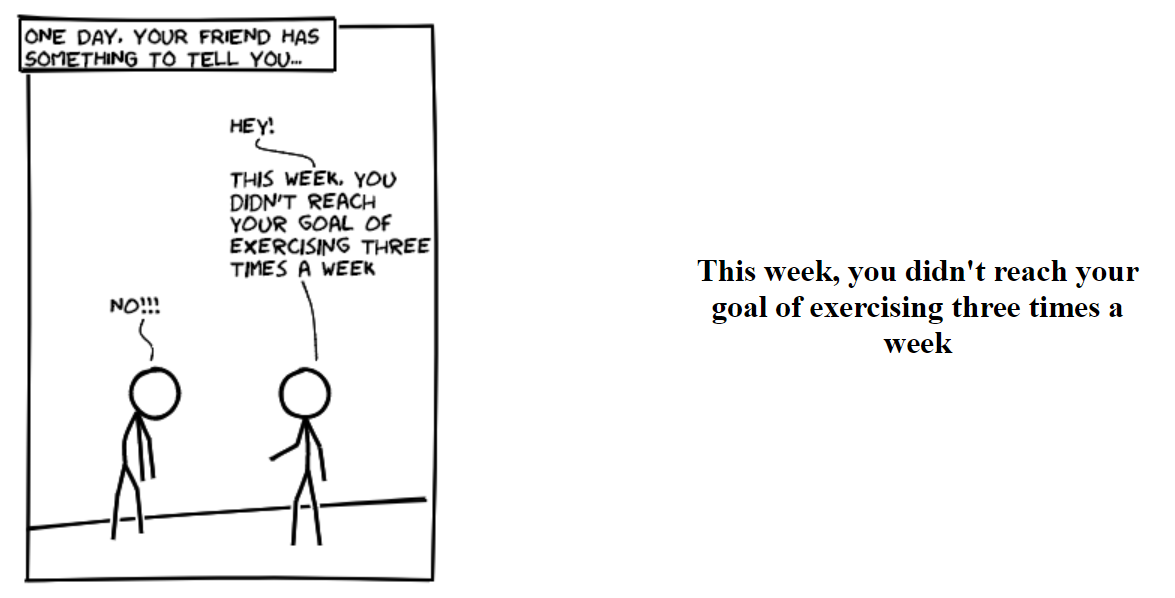 ONE DAY, YOUR FRIEND HAS
SOMETHING TO TELL YOU...
HEY!
THIS WEEK, YOU
DIDN'T REACH
YOUR GOAL OF
EXERCISING THREE
TIMES A WEEK
NO!!!
This week, you didn't reach your
goal of exercising three times a
week